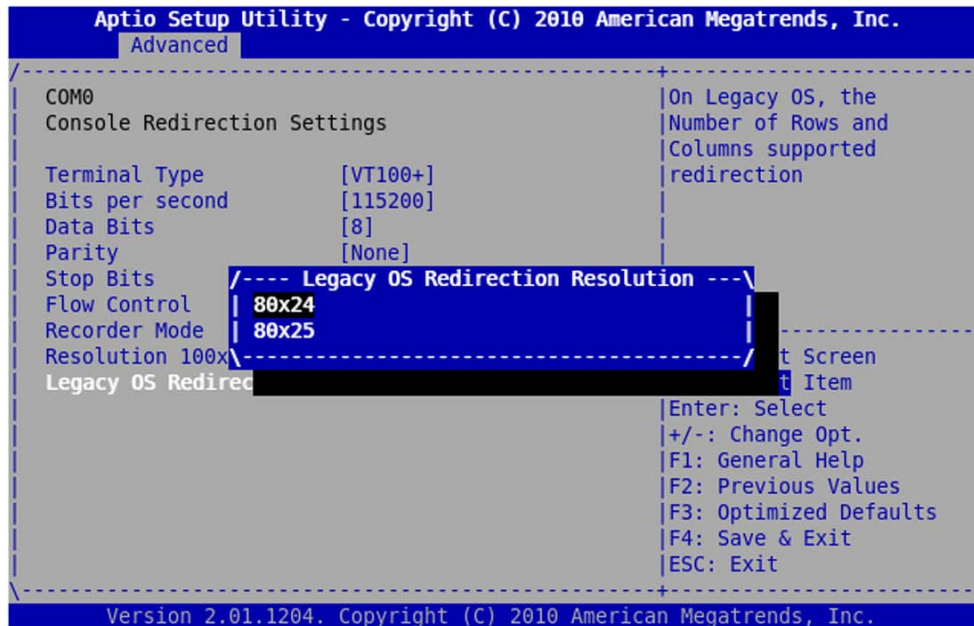 Aptio Setup Utility - Copyright (C) 2010 American Megatrends, Inc.
Advanced
COM0
Console Redirection Settings
Terminal Type [VT100+]
Bits per second [115200]
Data Bits [8]
Parity [None]
Stop Bits
Flow Control
Recorder Mode
Resolution 100x
Legacy OS Redirec
/---- Legacy OS Redirection Resolution ---\
80x24
80x25
On Legacy OS, the
Number of Rows and
Columns supported
redirection
t Screen
t Item
Enter: Select
+/-: Change Opt.
F1: General Help
F2: Previous Values
F3: Optimized Defaults
F4: Save & Exit
ESC: Exit
Version 2.01.1204. Copyright (C) 2010 American Megatrends, Inc.